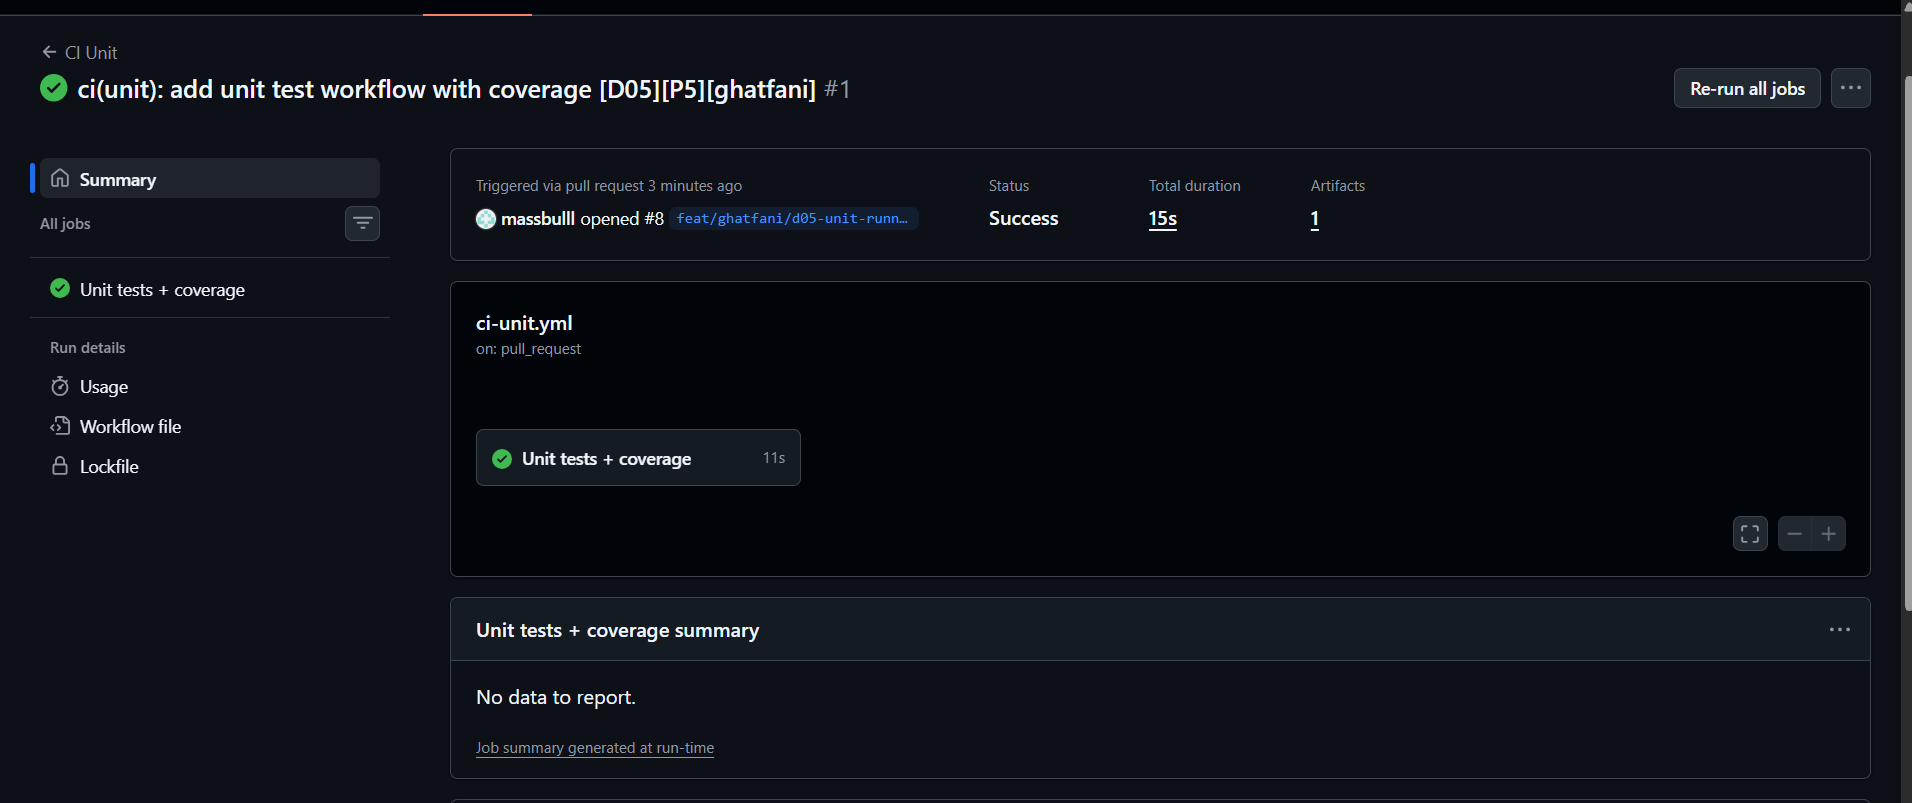 CI Unit
ci(unit): add unit test workflow with coverage [D05][P5][ghatfani] #1
Re-run all jobs
Summary
All jobs
Unit tests + coverage
Run details
Usage
Workflow file
Lockfile
Triggered via pull request 3 minutes ago
massbulll opened #8 feat/ghatfani/d05-unit-runn…
Status
Success
Total duration
15s
Artifacts
1
ci-unit.yml
on: pull_request
Unit tests + coverage 11s
Unit tests + coverage summary
No data to report.
Job summary generated at run-time